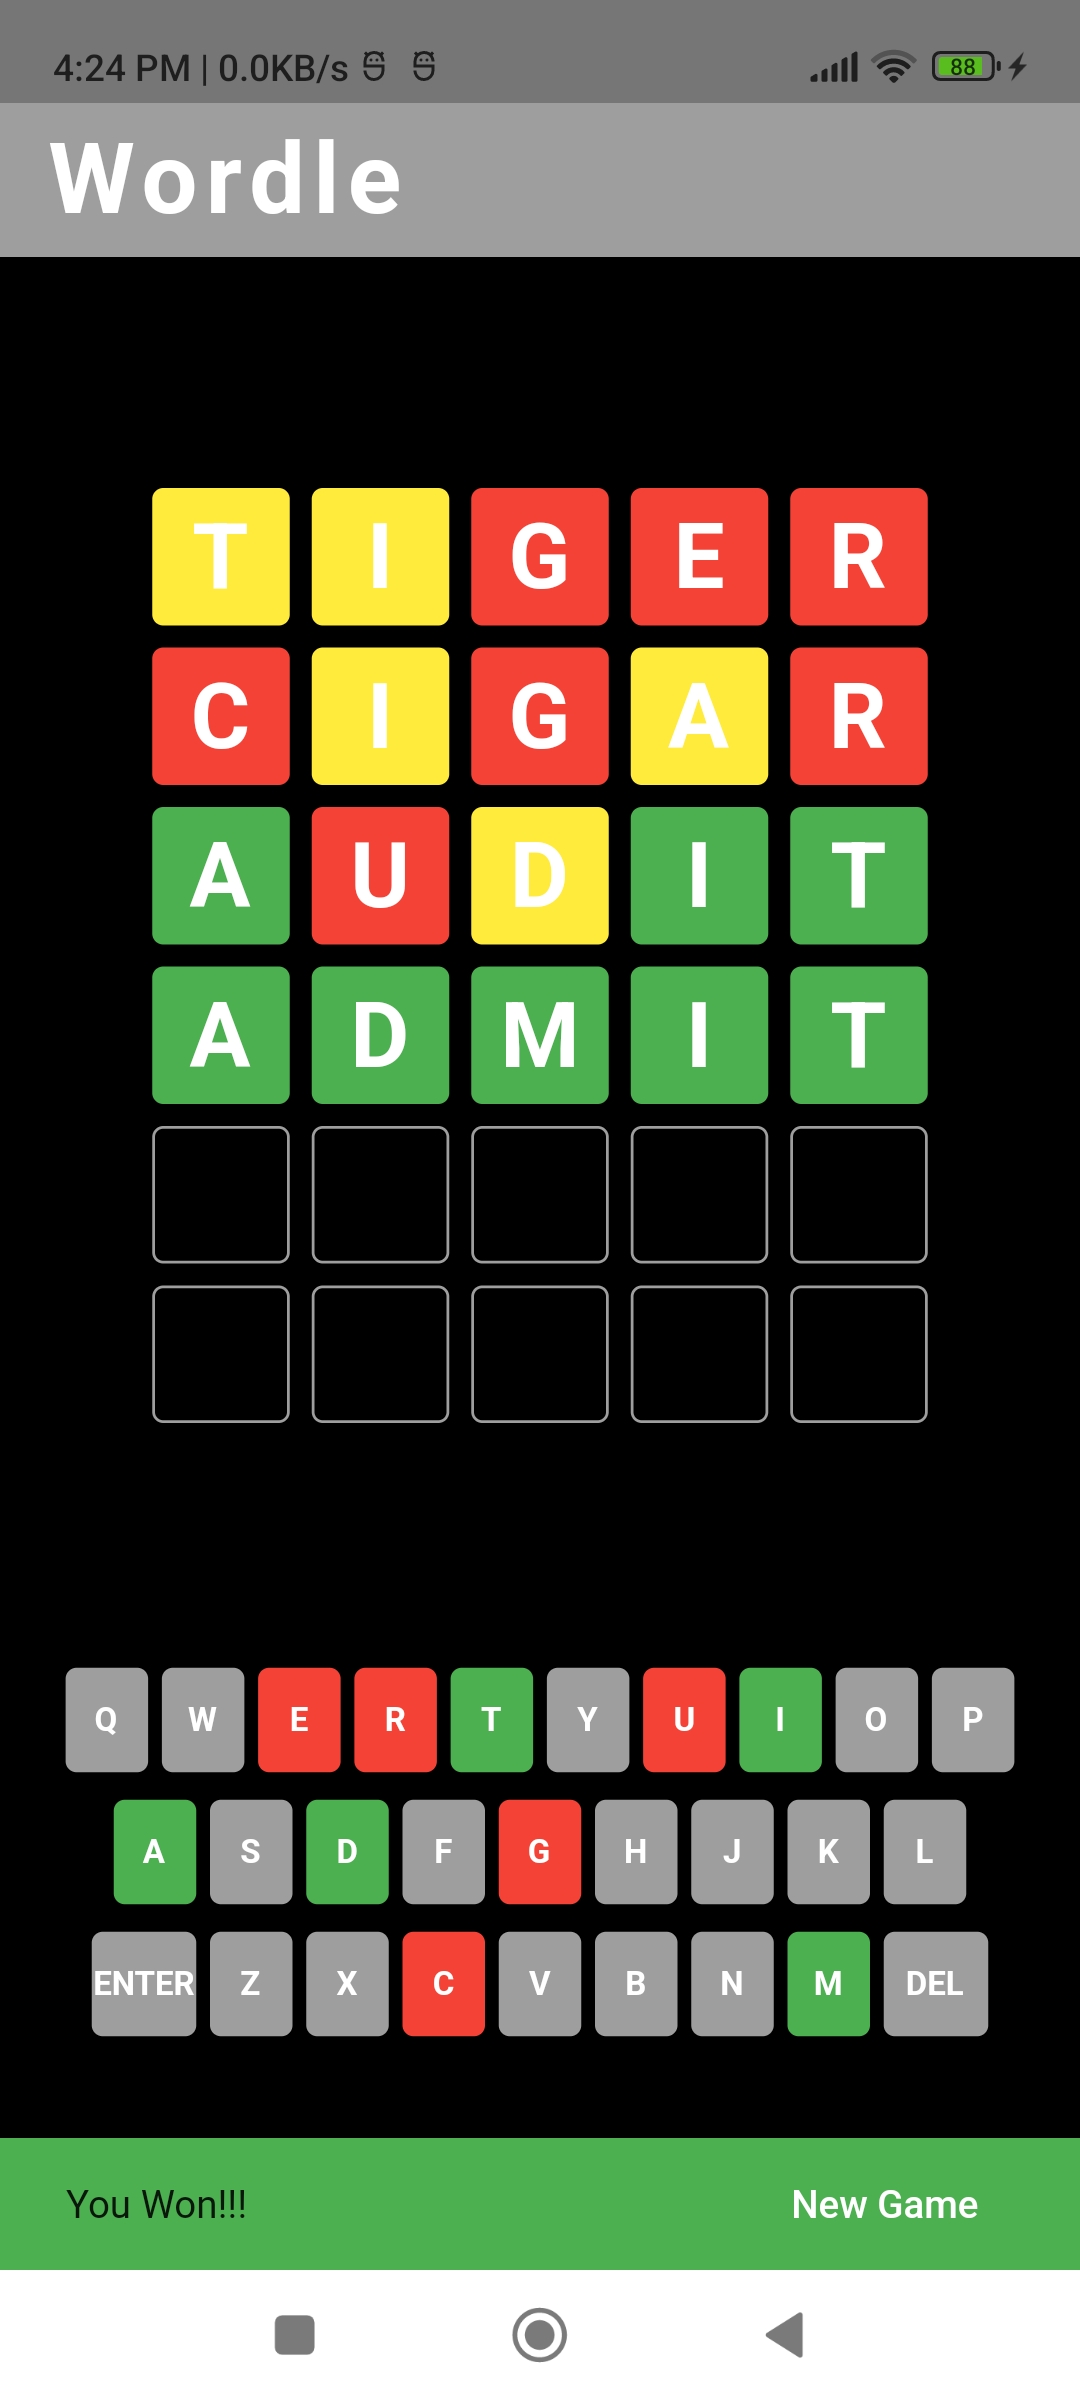 4:24 PM | 0.0KB/s 88
Wordle
T I G E R
C I G A R
A U D I T
A D M I T
Q W E R T Y U I O P
A S D F G H J K L
ENTER Z X C V B N M DEL
You Won!!! New Game